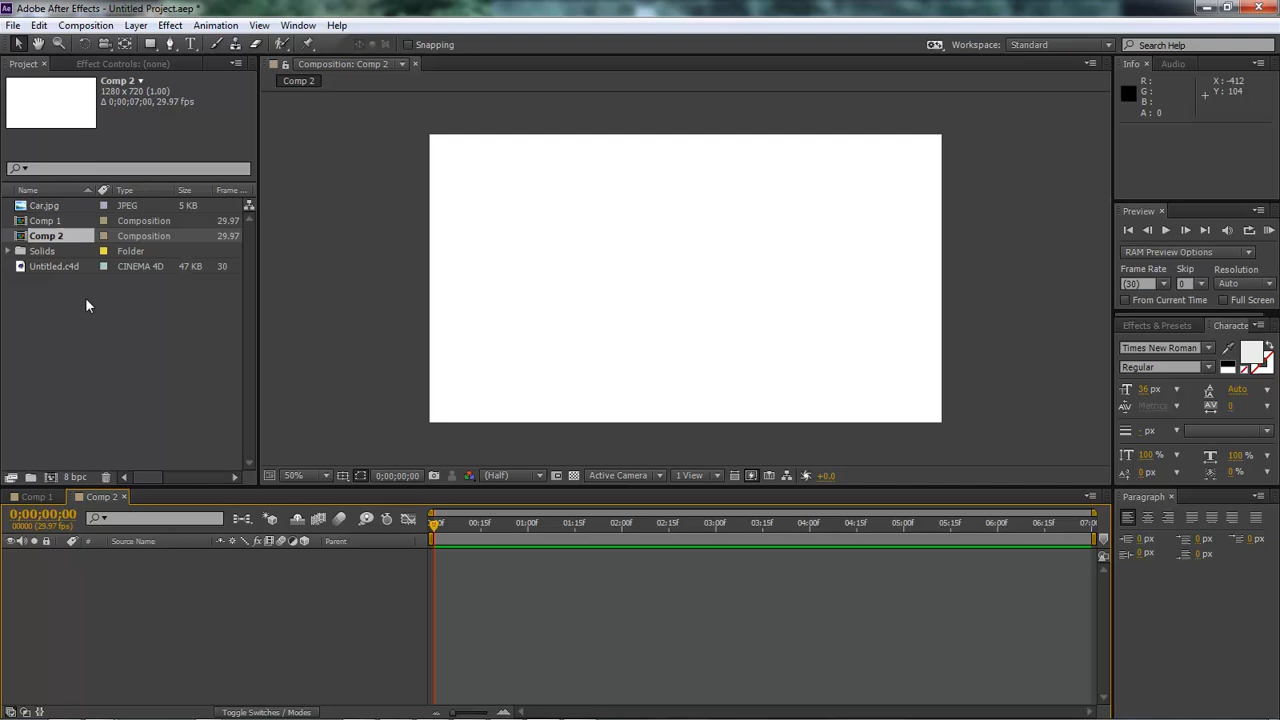 Adobe After Effects - Untitled Project.aep *
File Edit Composition Layer Effect Animation View Window Help
Snapping
Workspace: Standard
Search Help
Project
Effect Controls: (none)
Comp 2
1280 x 720 (1.00)
Δ 0;00;07;00, 29.97 fps
Name Type Size Frame ...
Car.jpg JPEG 5 KB
Comp 1 Composition 29.97
Comp 2 Composition 29.97
Solids Folder
Untitled.c4d CINEMA 4D 47 KB 30
8 bpc
Composition: Comp 2
Comp 2
50% 0;00;00;00 (Half) Active Camera 1 View +0.0
Info Audio
R : X : -412
G : Y : 104
B :
A : 0
Preview
RAM Preview Options
Frame Rate Skip Resolution
(30) 0 Auto
From Current Time Full Screen
Effects & Presets Characte
Times New Roman
Regular
36 px Auto
Metrics 0
- px
100 % 100 %
0 px 0 %
Paragraph
0 px 0 px 0 px
0 px 0 px
Comp 1 Comp 2
0;00;00;00
00000 (29.97 fps)
00:15f 01:00f 01:15f 02:00f 02:15f 03:00f 03:15f 04:00f 04:15f 05:00f 05:15f 06:00f 06:15f 07:0
# Source Name Parent
Toggle Switches / Modes